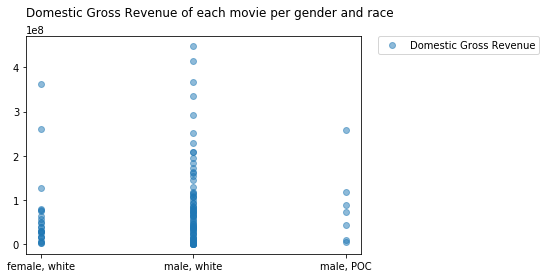 Domestic Gross Revenue of each movie per gender and race
1e8
Domestic Gross Revenue
4
3
2
1
0
female, white
male, white
male, POC